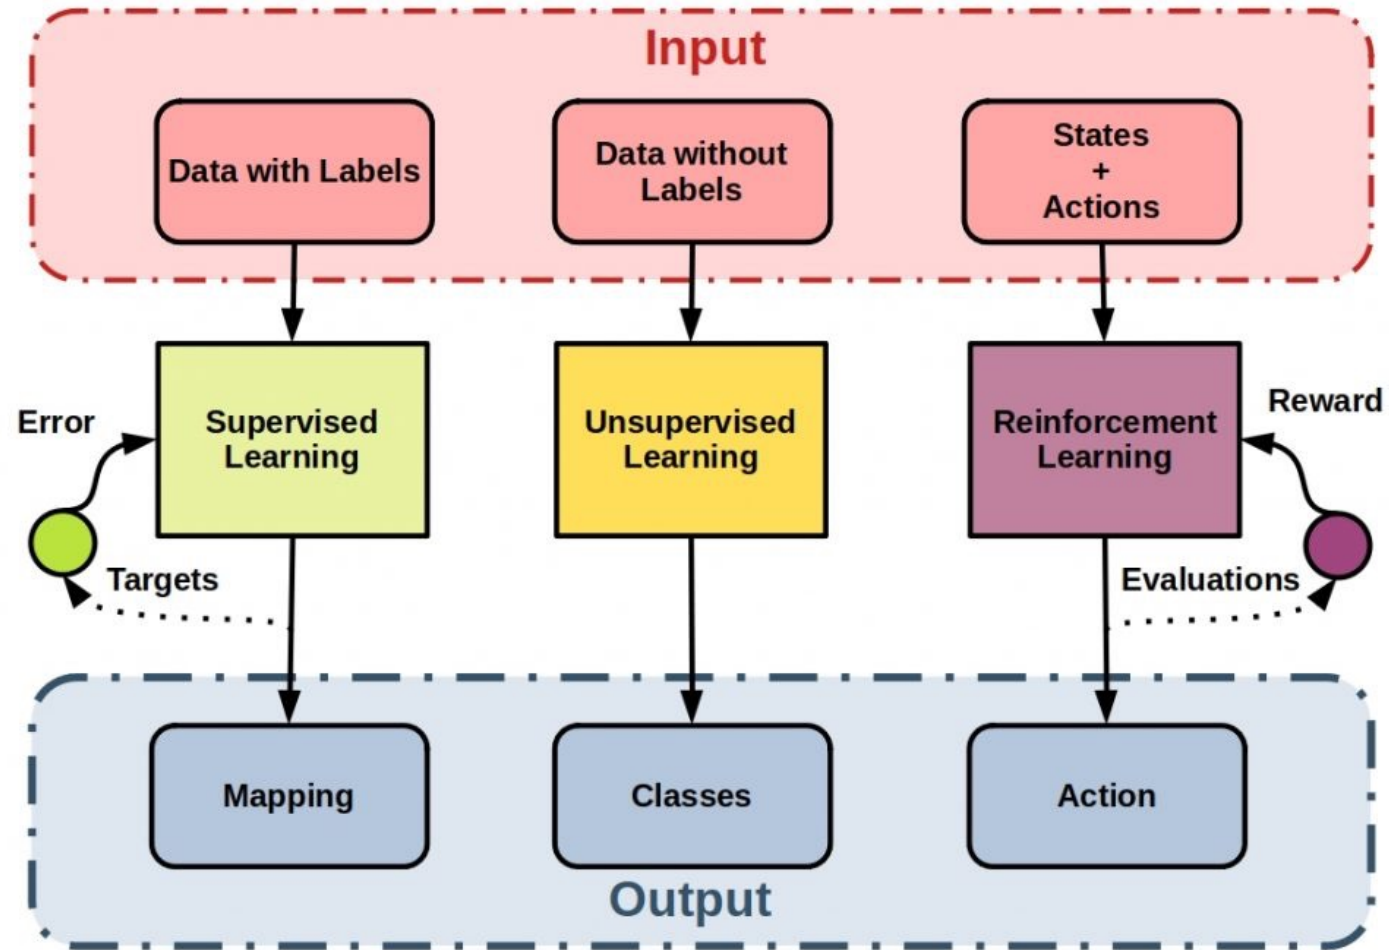 Input
Data with Labels
Data without
Labels
States
+
Actions
Error
Supervised
Learning
Unsupervised
Learning
Reinforcement
Learning
Reward
Targets
Evaluations
Mapping
Classes
Action
Output